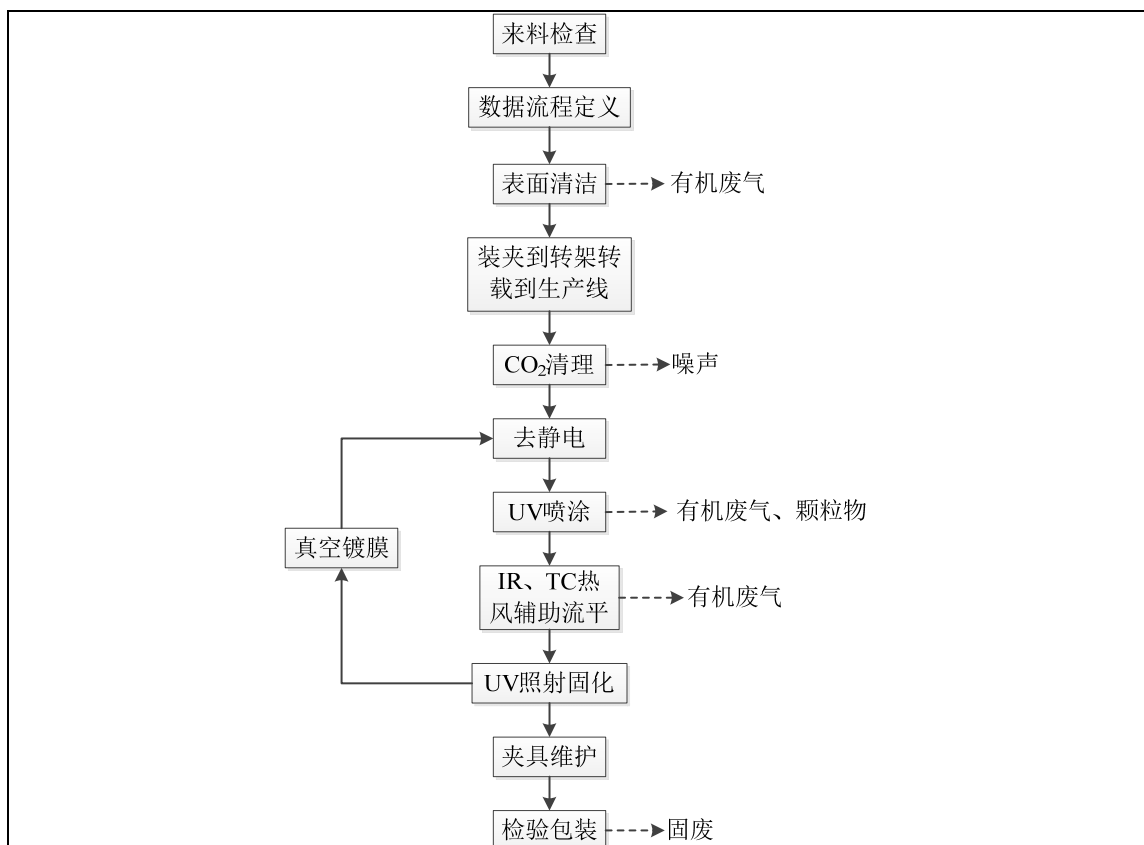 来料检查
数据流程定义
表面清洁
有机废气
装夹到转架转
载到生产线
CO₂清理
噪声
去静电
UV喷涂
有机废气、颗粒物
真空镀膜
IR、TC热
风辅助流平
有机废气
UV照射固化
夹具维护
检验包装
固废